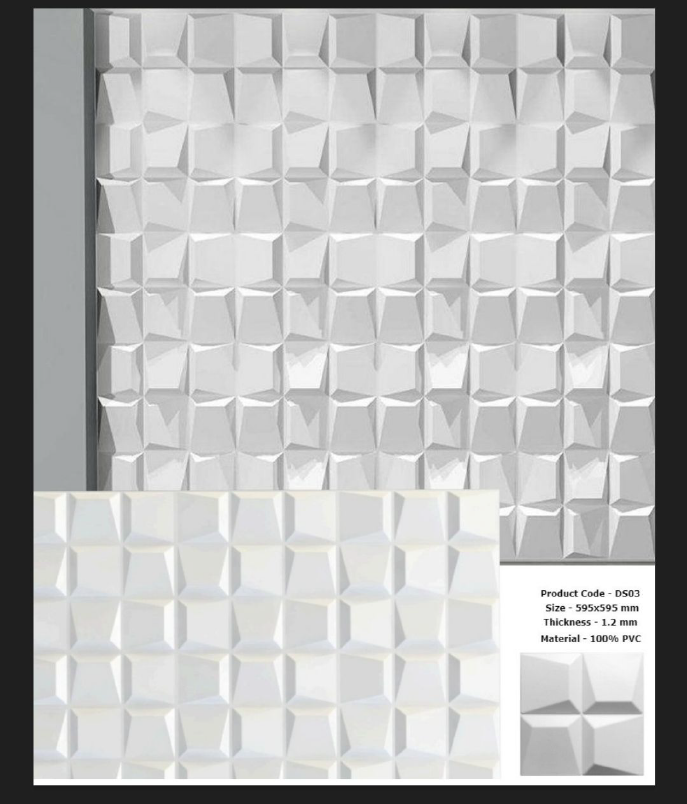 Product Code - DS03
Size - 595x595 mm
Thickness - 1.2 mm
Material - 100% PVC